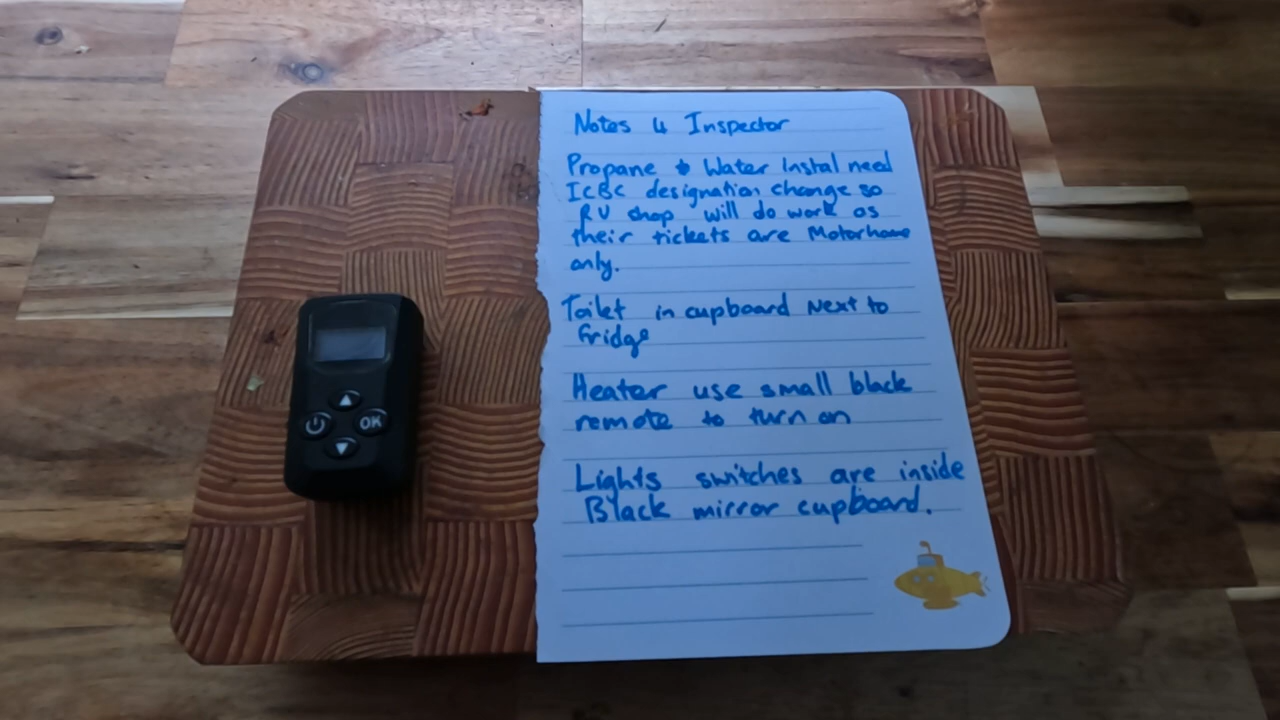 Notes 4 Inspector
Propane & Water Instal need
ICBC designation change so
RV shop will do work as
their tickets are Motorhome
only.
Toilet in cupboard Next to
fridge
Heater use small black
remote to turn on
Lights switches are inside
Black mirror cupboard.
OK